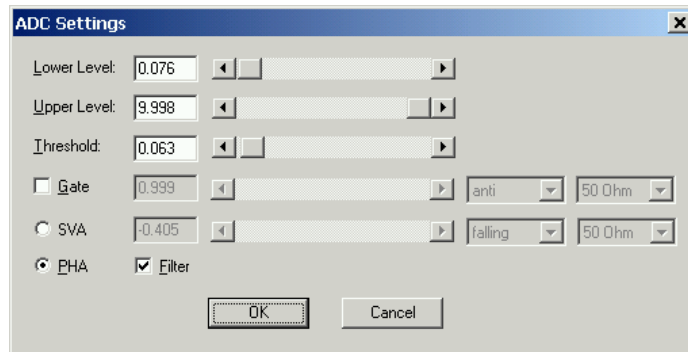 ADC Settings
Lower Level: 0.076
Upper Level: 9.998
Threshold: 0.063
Gate 0.999 anti 50 Ohm
SVA -0.405 falling 50 Ohm
PHA Filter
OK Cancel